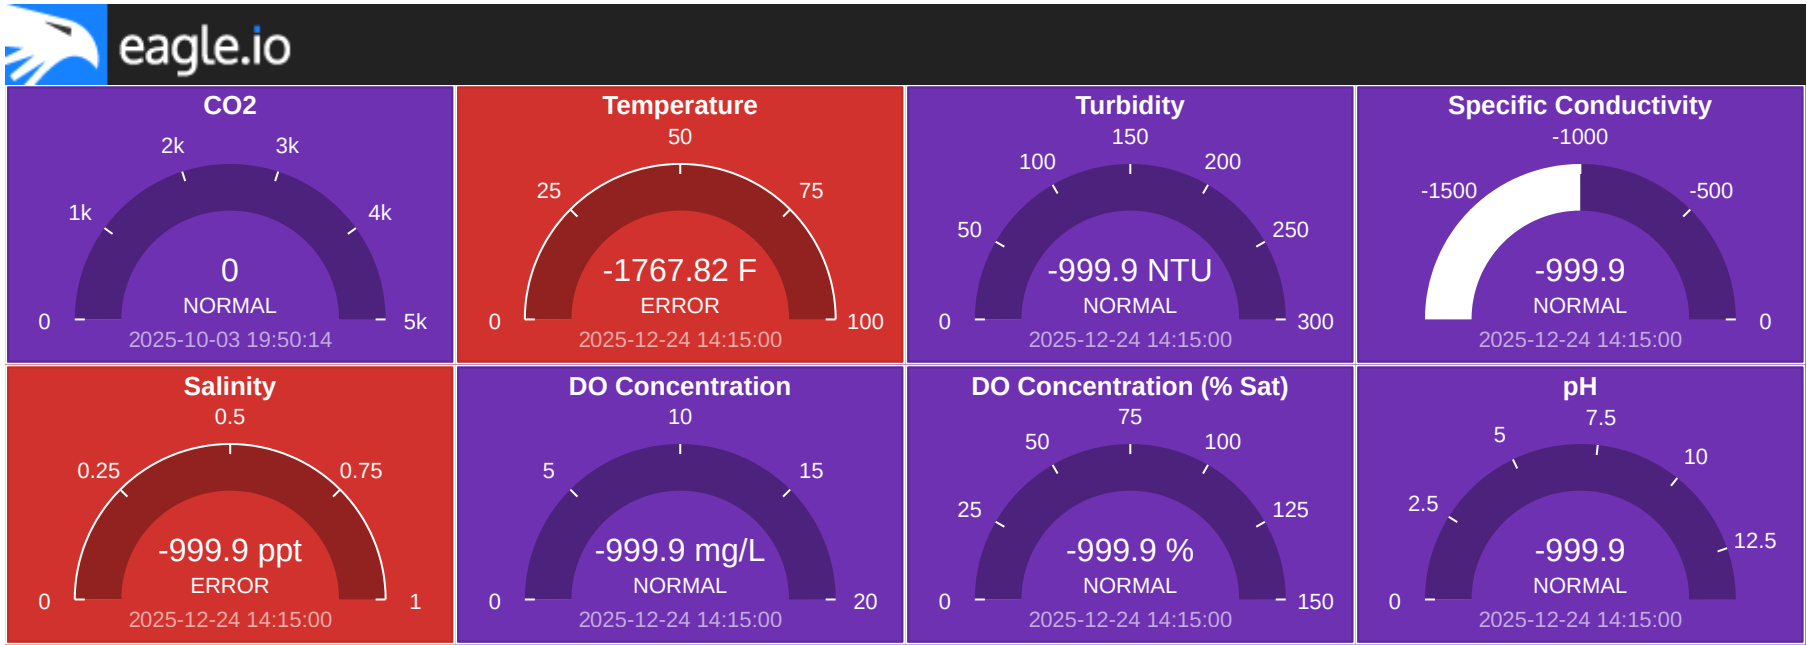 eagle.io
CO2
2k
3k
1k
4k
0
NORMAL
0
5k
2025-10-03 19:50:14
Temperature
50
25
75
-1767.82 F
ERROR
0
100
2025-12-24 14:15:00
Turbidity
150
100
200
50
250
-999.9 NTU
NORMAL
0
300
2025-12-24 14:15:00
Specific Conductivity
-1000
-1500
-500
-999.9
NORMAL
0
2025-12-24 14:15:00
Salinity
0.5
0.25
0.75
-999.9 ppt
ERROR
0
1
2025-12-24 14:15:00
DO Concentration
10
5
15
-999.9 mg/L
NORMAL
0
20
2025-12-24 14:15:00
DO Concentration (% Sat)
75
50
100
25
125
-999.9 %
NORMAL
0
150
2025-12-24 14:15:00
pH
7.5
5
10
2.5
12.5
-999.9
NORMAL
0
2025-12-24 14:15:00